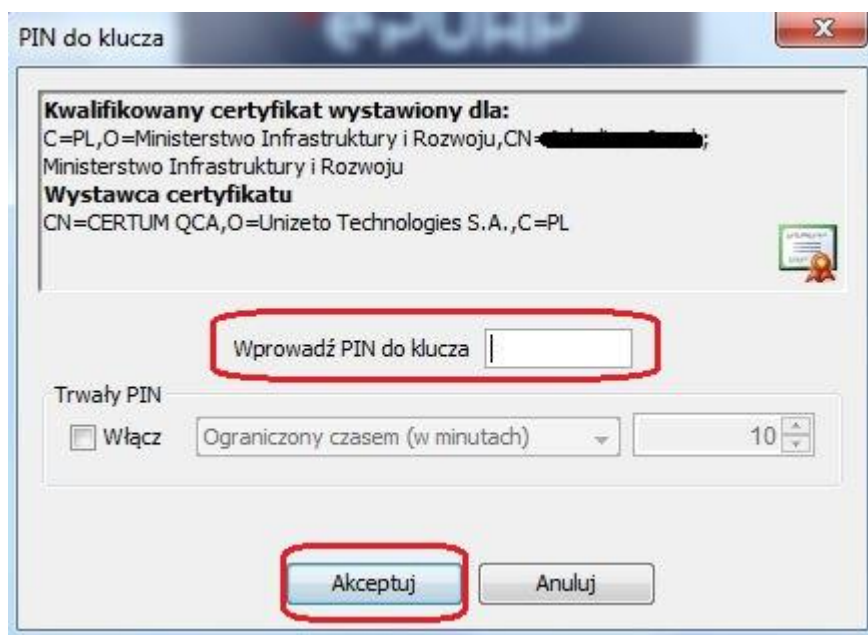 ePUAP
PIN do klucza
Kwalifikowany certyfikat wystawiony dla:
C=PL,O=Ministerstwo Infrastruktury i Rozwoju,CN=
Ministerstwo Infrastruktury i Rozwoju
Wystawca certyfikatu
CN=CERTUM QCA,O=Unizeto Technologies S.A.,C=PL
Wprowadź PIN do klucza
Trwały PIN
Włącz Ograniczony czasem (w minutach) 10
Akceptuj Anuluj